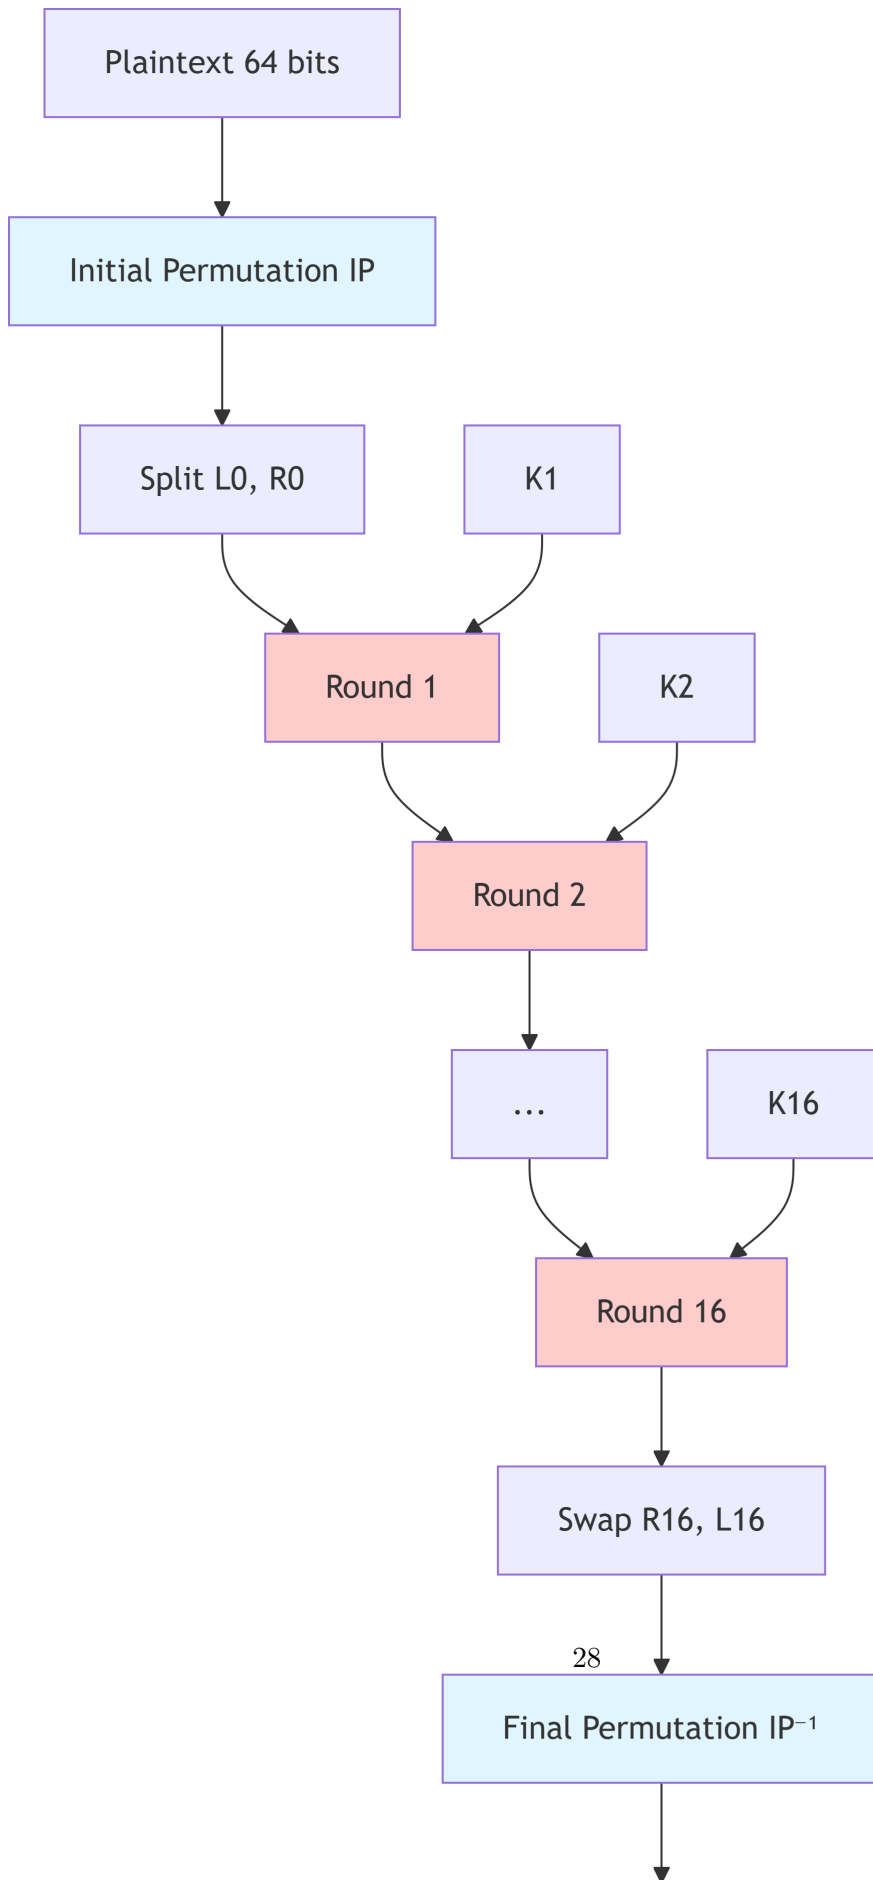 Plaintext 64 bits
Initial Permutation IP
Split L0, R0
K1
Round 1
K2
Round 2
...
K16
Round 16
Swap R16, L16
28
Final Permutation IP⁻¹